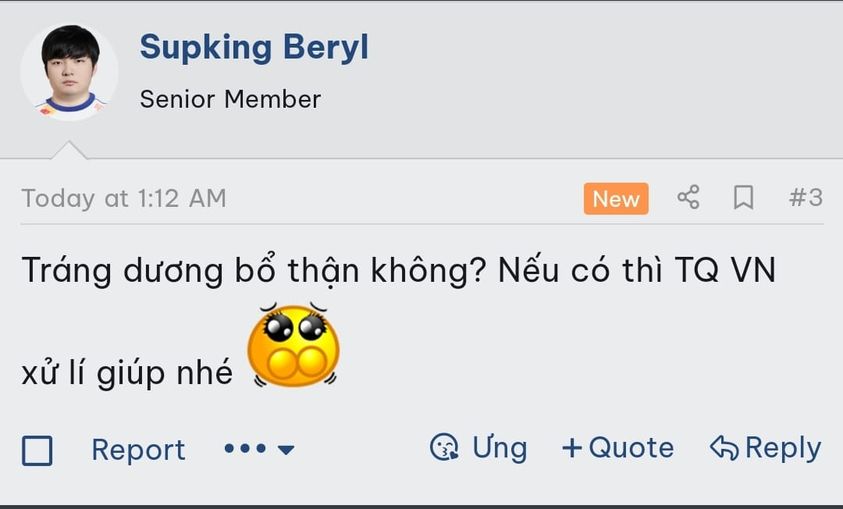 Supking Beryl
Senior Member
Today at 1:12 AM New #3
Tráng dương bổ thận không? Nếu có thì TQ VN
xử lí giúp nhé
Report Ưng +Quote Reply